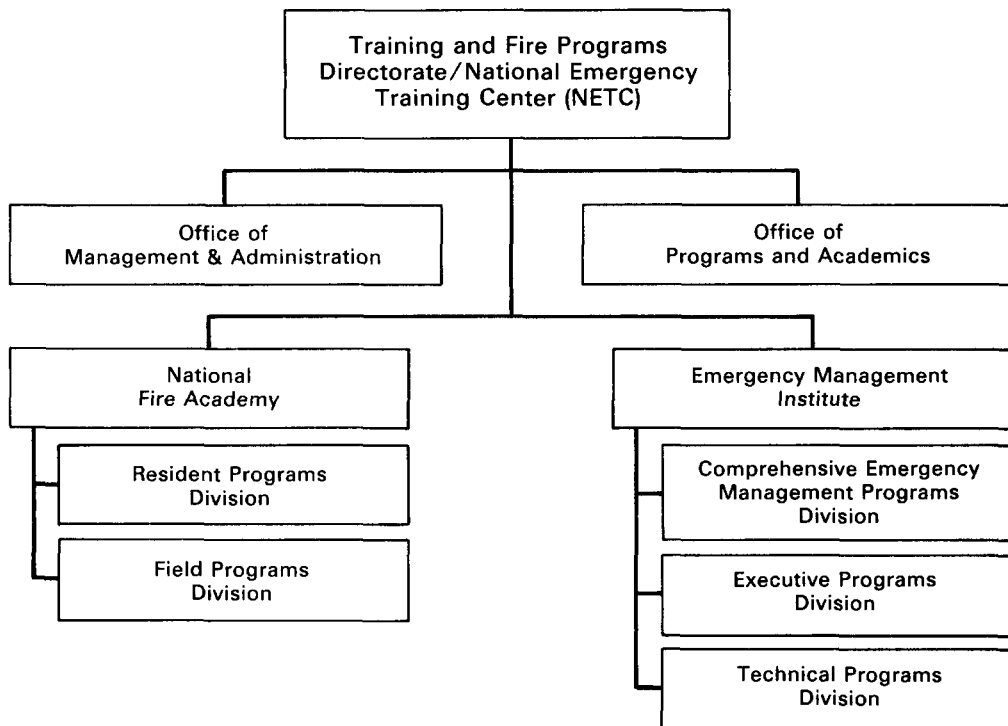 Training and Fire Programs
Directorate/National Emergency
Training Center (NETC)
Office of
Management & Administration
Office of
Programs and Academics
National
Fire Academy
Resident Programs
Division
Field Programs
Division
Emergency Management
Institute
Comprehensive Emergency
Management Programs
Division
Executive Programs
Division
Technical Programs
Division